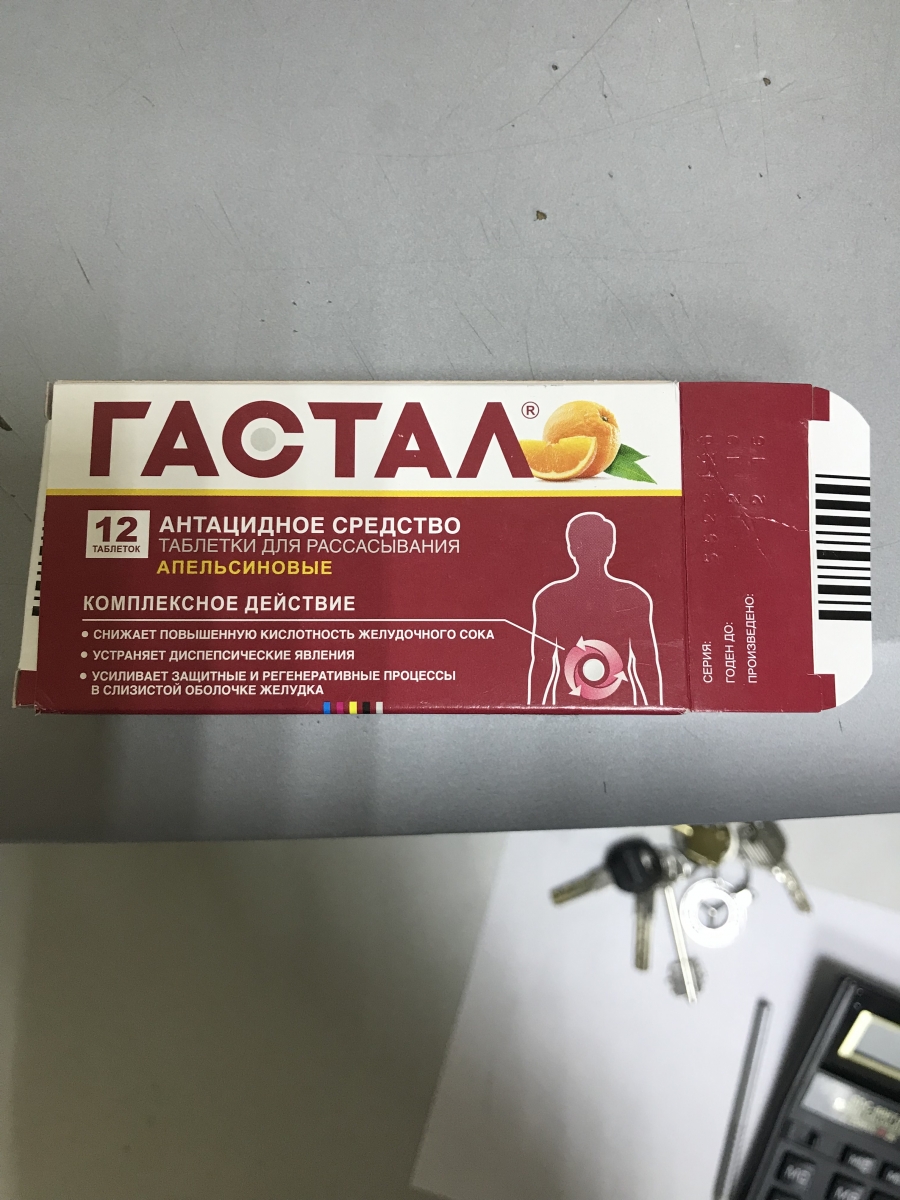 ГАСТАЛ®
12
ТАБЛЕТОК
АНТАЦИДНОЕ СРЕДСТВО
ТАБЛЕТКИ ДЛЯ РАССАСЫВАНИЯ
АПЕЛЬСИНОВЫЕ
КОМПЛЕКСНОЕ ДЕЙСТВИЕ
• СНИЖАЕТ ПОВЫШЕННУЮ КИСЛОТНОСТЬ ЖЕЛУДОЧНОГО СОКА
• УСТРАНЯЕТ ДИСПЕПСИЧЕСКИЕ ЯВЛЕНИЯ
• УСИЛИВАЕТ ЗАЩИТНЫЕ И РЕГЕНЕРАТИВНЫЕ ПРОЦЕССЫ
В СЛИЗИСТОЙ ОБОЛОЧКЕ ЖЕЛУДКА
СЕРИЯ:
ГОДЕН ДО:
ПРОИЗВЕДЕНО: